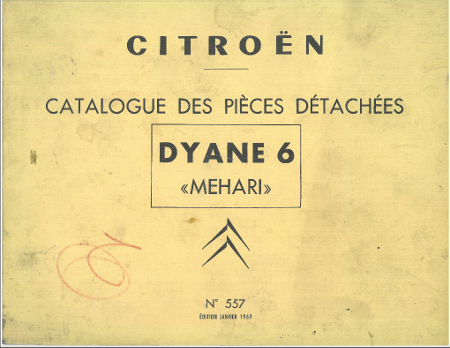 CITROËN
CATALOGUE DES PIÈCES DÉTACHÉES
DYANE 6
«MEHARI»
N° 557
ÉDITION JANVIER 1969